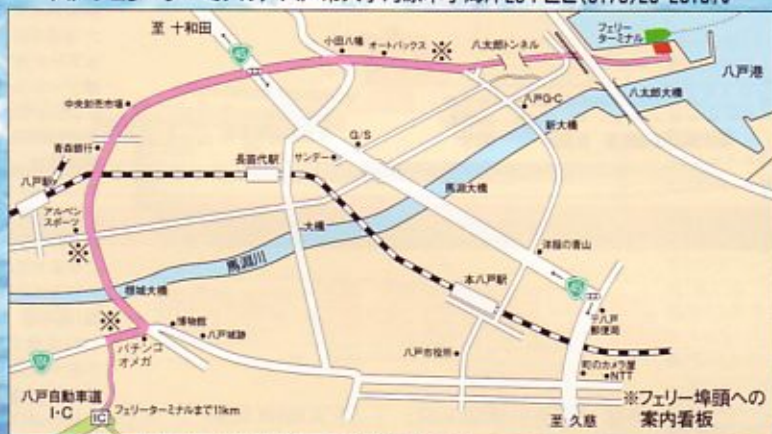 至 十和田
45
小田八幡
オートバックス
※
八太郎トンネル
フェリー
ターミナル
八戸港
八太郎大橋
中央卸売市場
八戸G・C
新大橋
青森銀行
G/S
長苗代駅
サンデー
八戸駅
馬淵大橋
アルペン
スポーツ
※
大橋
馬淵川
洋服の青山
根城大橋
本八戸駅
45
※
博物館
八戸城跡
八戸
郵便局
パチンコ
オメガ
八戸市役所
町のカメラ屋
NTT
八戸自動車道
I・C
IC
フェリーターミナルまで11km
至 久慈
※フェリー埠頭への
案内看板